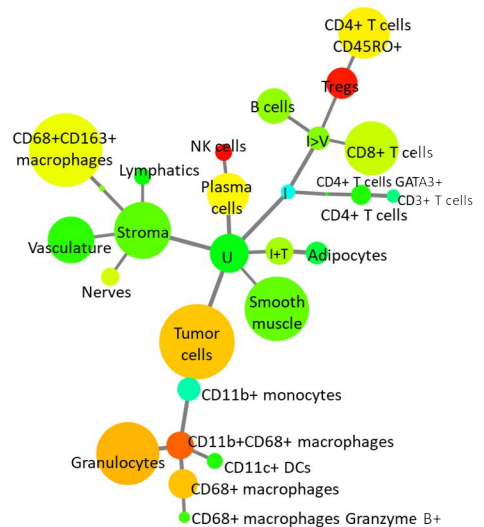 CD4+ T cells
CD45RO+
Tregs
B cells
I>V
NK cells
CD8+ T cells
CD68+CD163+
macrophages
Lymphatics
Plasma
cells
I
CD4+ T cells GATA3+
CD3+ T cells
CD4+ T cells
Stroma
Vasculature
U
I+T
Adipocytes
Nerves
Smooth
muscle
Tumor
cells
CD11b+ monocytes
CD11b+CD68+ macrophages
Granulocytes
CD11c+ DCs
CD68+ macrophages
CD68+ macrophages Granzyme B+